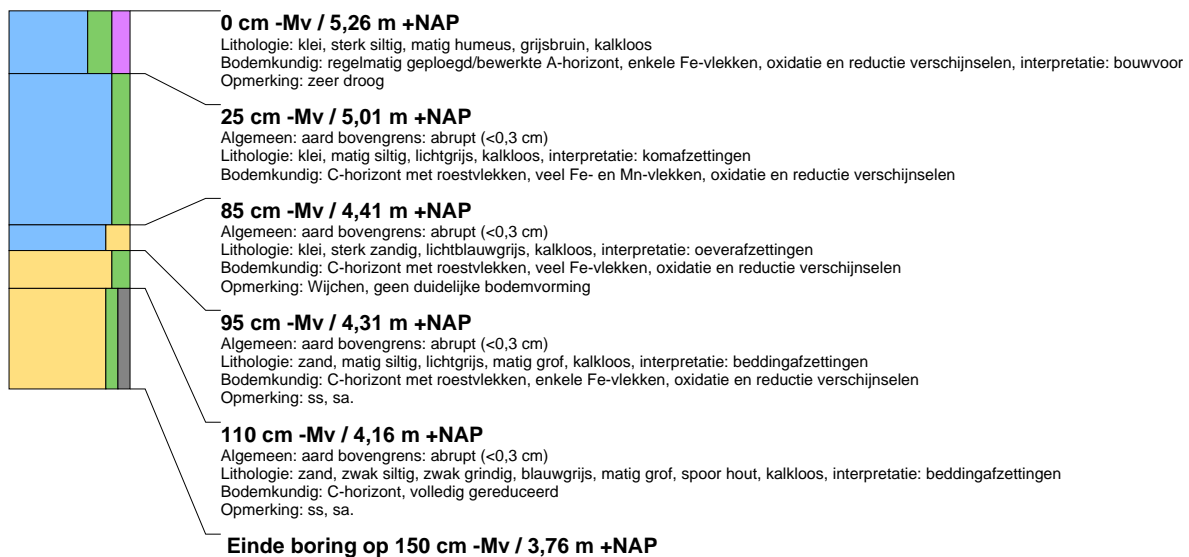 0 cm -Mv / 5,26 m +NAP
Lithologie: klei, sterk siltig, matig humeus, grijsbruin, kalkloos
Bodemkundig: regelmatig geploegd/bewerkte A-horizont, enkele Fe-vlekken, oxidatie en reductie verschijnselen, interpretatie: bouwvoor
Opmerking: zeer droog
25 cm -Mv / 5,01 m +NAP
Algemeen: aard bovengrens: abrupt (<0,3 cm)
Lithologie: klei, matig siltig, lichtgrijs, kalkloos, interpretatie: komafzettingen
Bodemkundig: C-horizont met roestvlekken, veel Fe- en Mn-vlekken, oxidatie en reductie verschijnselen
85 cm -Mv / 4,41 m +NAP
Algemeen: aard bovengrens: abrupt (<0,3 cm)
Lithologie: klei, sterk zandig, lichtblauwgrijs, kalkloos, interpretatie: oeverafzettingen
Bodemkundig: C-horizont met roestvlekken, veel Fe-vlekken, oxidatie en reductie verschijnselen
Opmerking: Wijchen, geen duidelijke bodemvorming
95 cm -Mv / 4,31 m +NAP
Algemeen: aard bovengrens: abrupt (<0,3 cm)
Lithologie: zand, matig siltig, lichtgrijs, matig grof, kalkloos, interpretatie: beddingafzettingen
Bodemkundig: C-horizont met roestvlekken, enkele Fe-vlekken, oxidatie en reductie verschijnselen
Opmerking: ss, sa.
110 cm -Mv / 4,16 m +NAP
Algemeen: aard bovengrens: abrupt (<0,3 cm)
Lithologie: zand, zwak siltig, zwak grindig, blauwgrijs, matig grof, spoor hout, kalkloos, interpretatie: beddingafzettingen
Bodemkundig: C-horizont, volledig gereduceerd
Opmerking: ss, sa.
Einde boring op 150 cm -Mv / 3,76 m +NAP